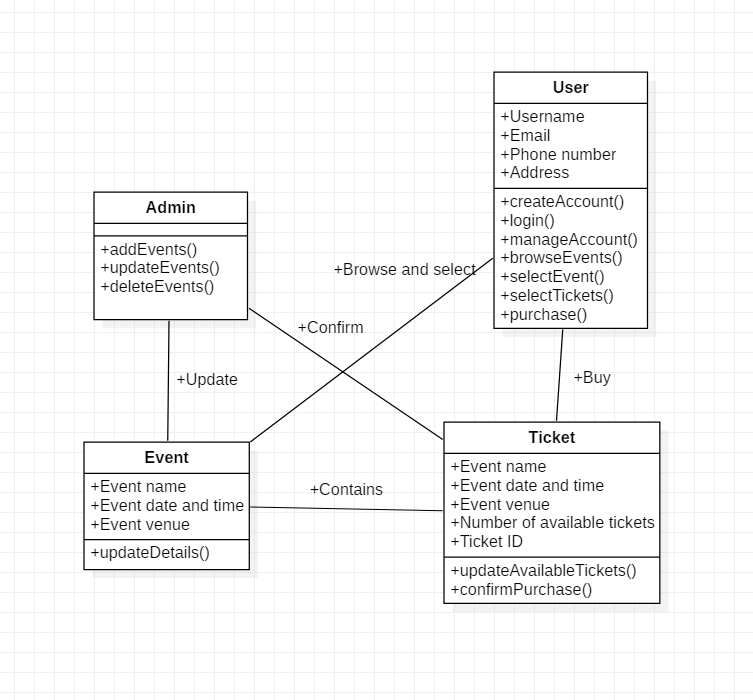 User
+Username
+Email
+Phone number
+Address
+createAccount()
+login()
+manageAccount()
+browseEvents()
+selectEvent()
+selectTickets()
+purchase()
Admin
+addEvents()
+updateEvents()
+deleteEvents()
+Browse and select
+Confirm
+Update
+Buy
Event
+Event name
+Event date and time
+Event venue
+updateDetails()
+Contains
Ticket
+Event name
+Event date and time
+Event venue
+Number of available tickets
+Ticket ID
+updateAvailableTickets()
+confirmPurchase()